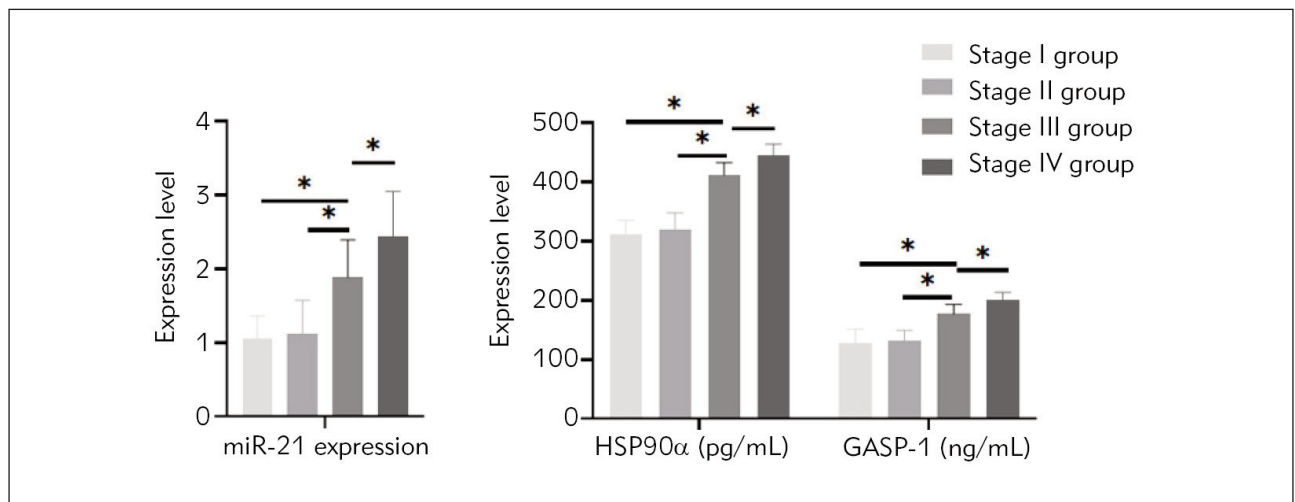 Stage I group
Stage II group
Stage III group
Stage IV group
Expression level
4
3
2
1
0
*
*
*
miR-21 expression
Expression level
500
400
300
200
100
0
*
*
*
*
*
*
HSP90α (pg/mL)
GASP-1 (ng/mL)